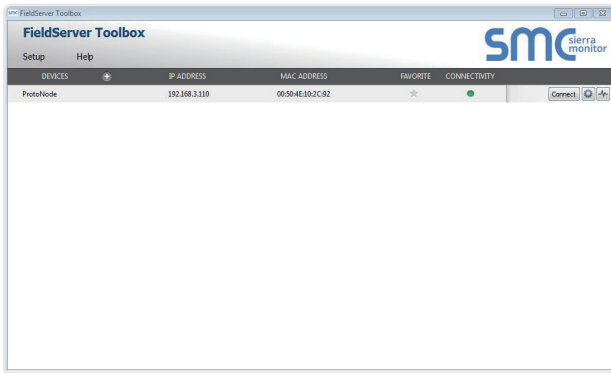 SMC FieldServer Toolbox
FieldServer Toolbox
smc sierra monitor
Setup Help
DEVICES IP ADDRESS MAC ADDRESS FAVORITE CONNECTIVITY
ProtoNode 192.168.3.110 00:50:4E:10:2C:92 Connect